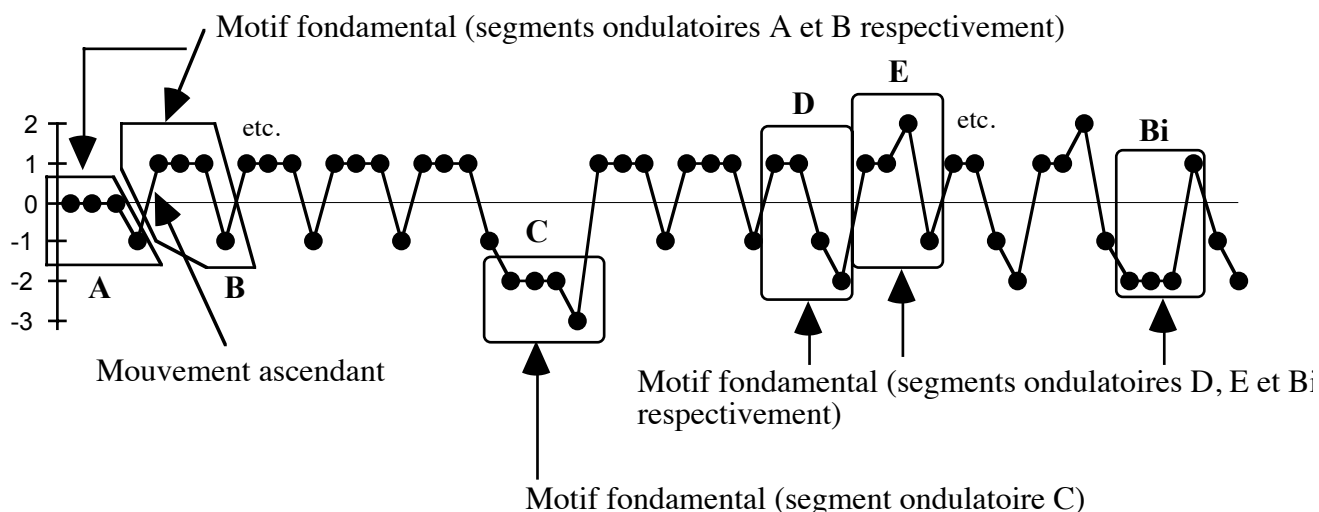 Motif fondamental (segments ondulatoires A et B respectivement)
E
D
2
etc.
etc.
Bi
1
0
-1
C
-2
A
B
-3
Mouvement ascendant
Motif fondamental (segments ondulatoires D, E et Bi
respectivement)
Motif fondamental (segment ondulatoire C)